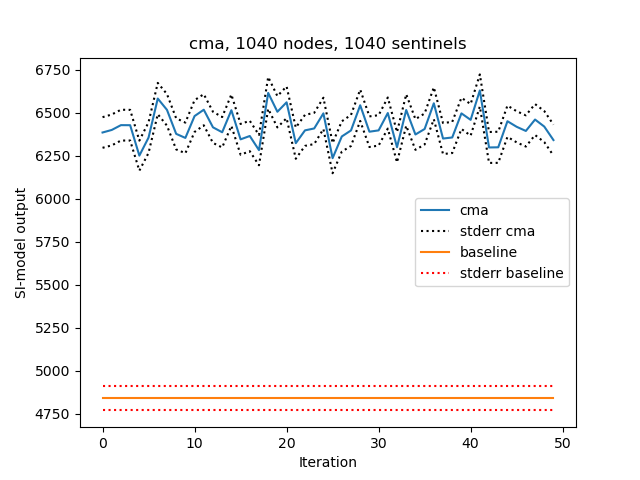 cma, 1040 nodes, 1040 sentinels
SI-model output
6750
6500
6250
6000
5750
5500
5250
5000
4750
cma
stderr cma
baseline
stderr baseline
0 10 20 30 40 50
Iteration